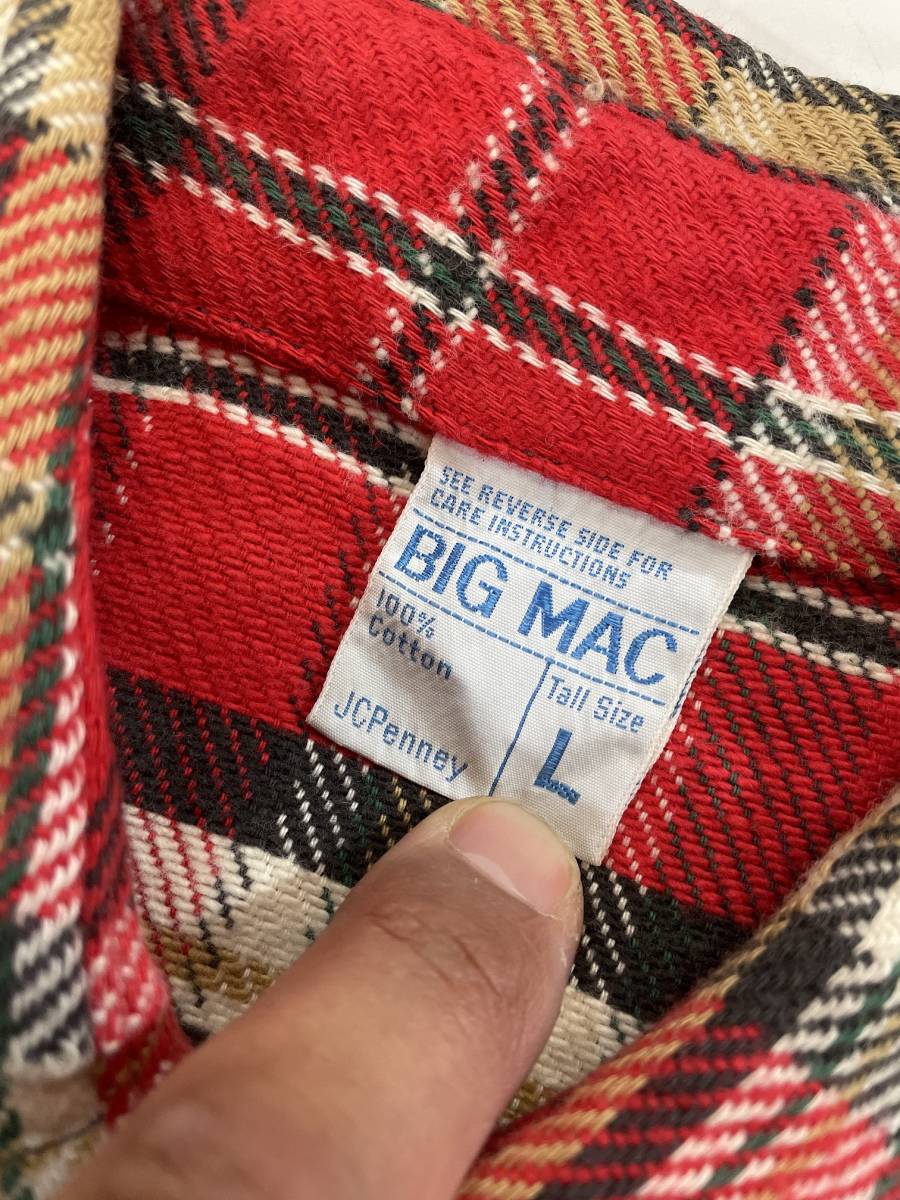 SEE REVERSE SIDE FOR
CARE INSTRUCTIONS
BIG MAC
100%
Cotton
JCPenney
Tall Size
L